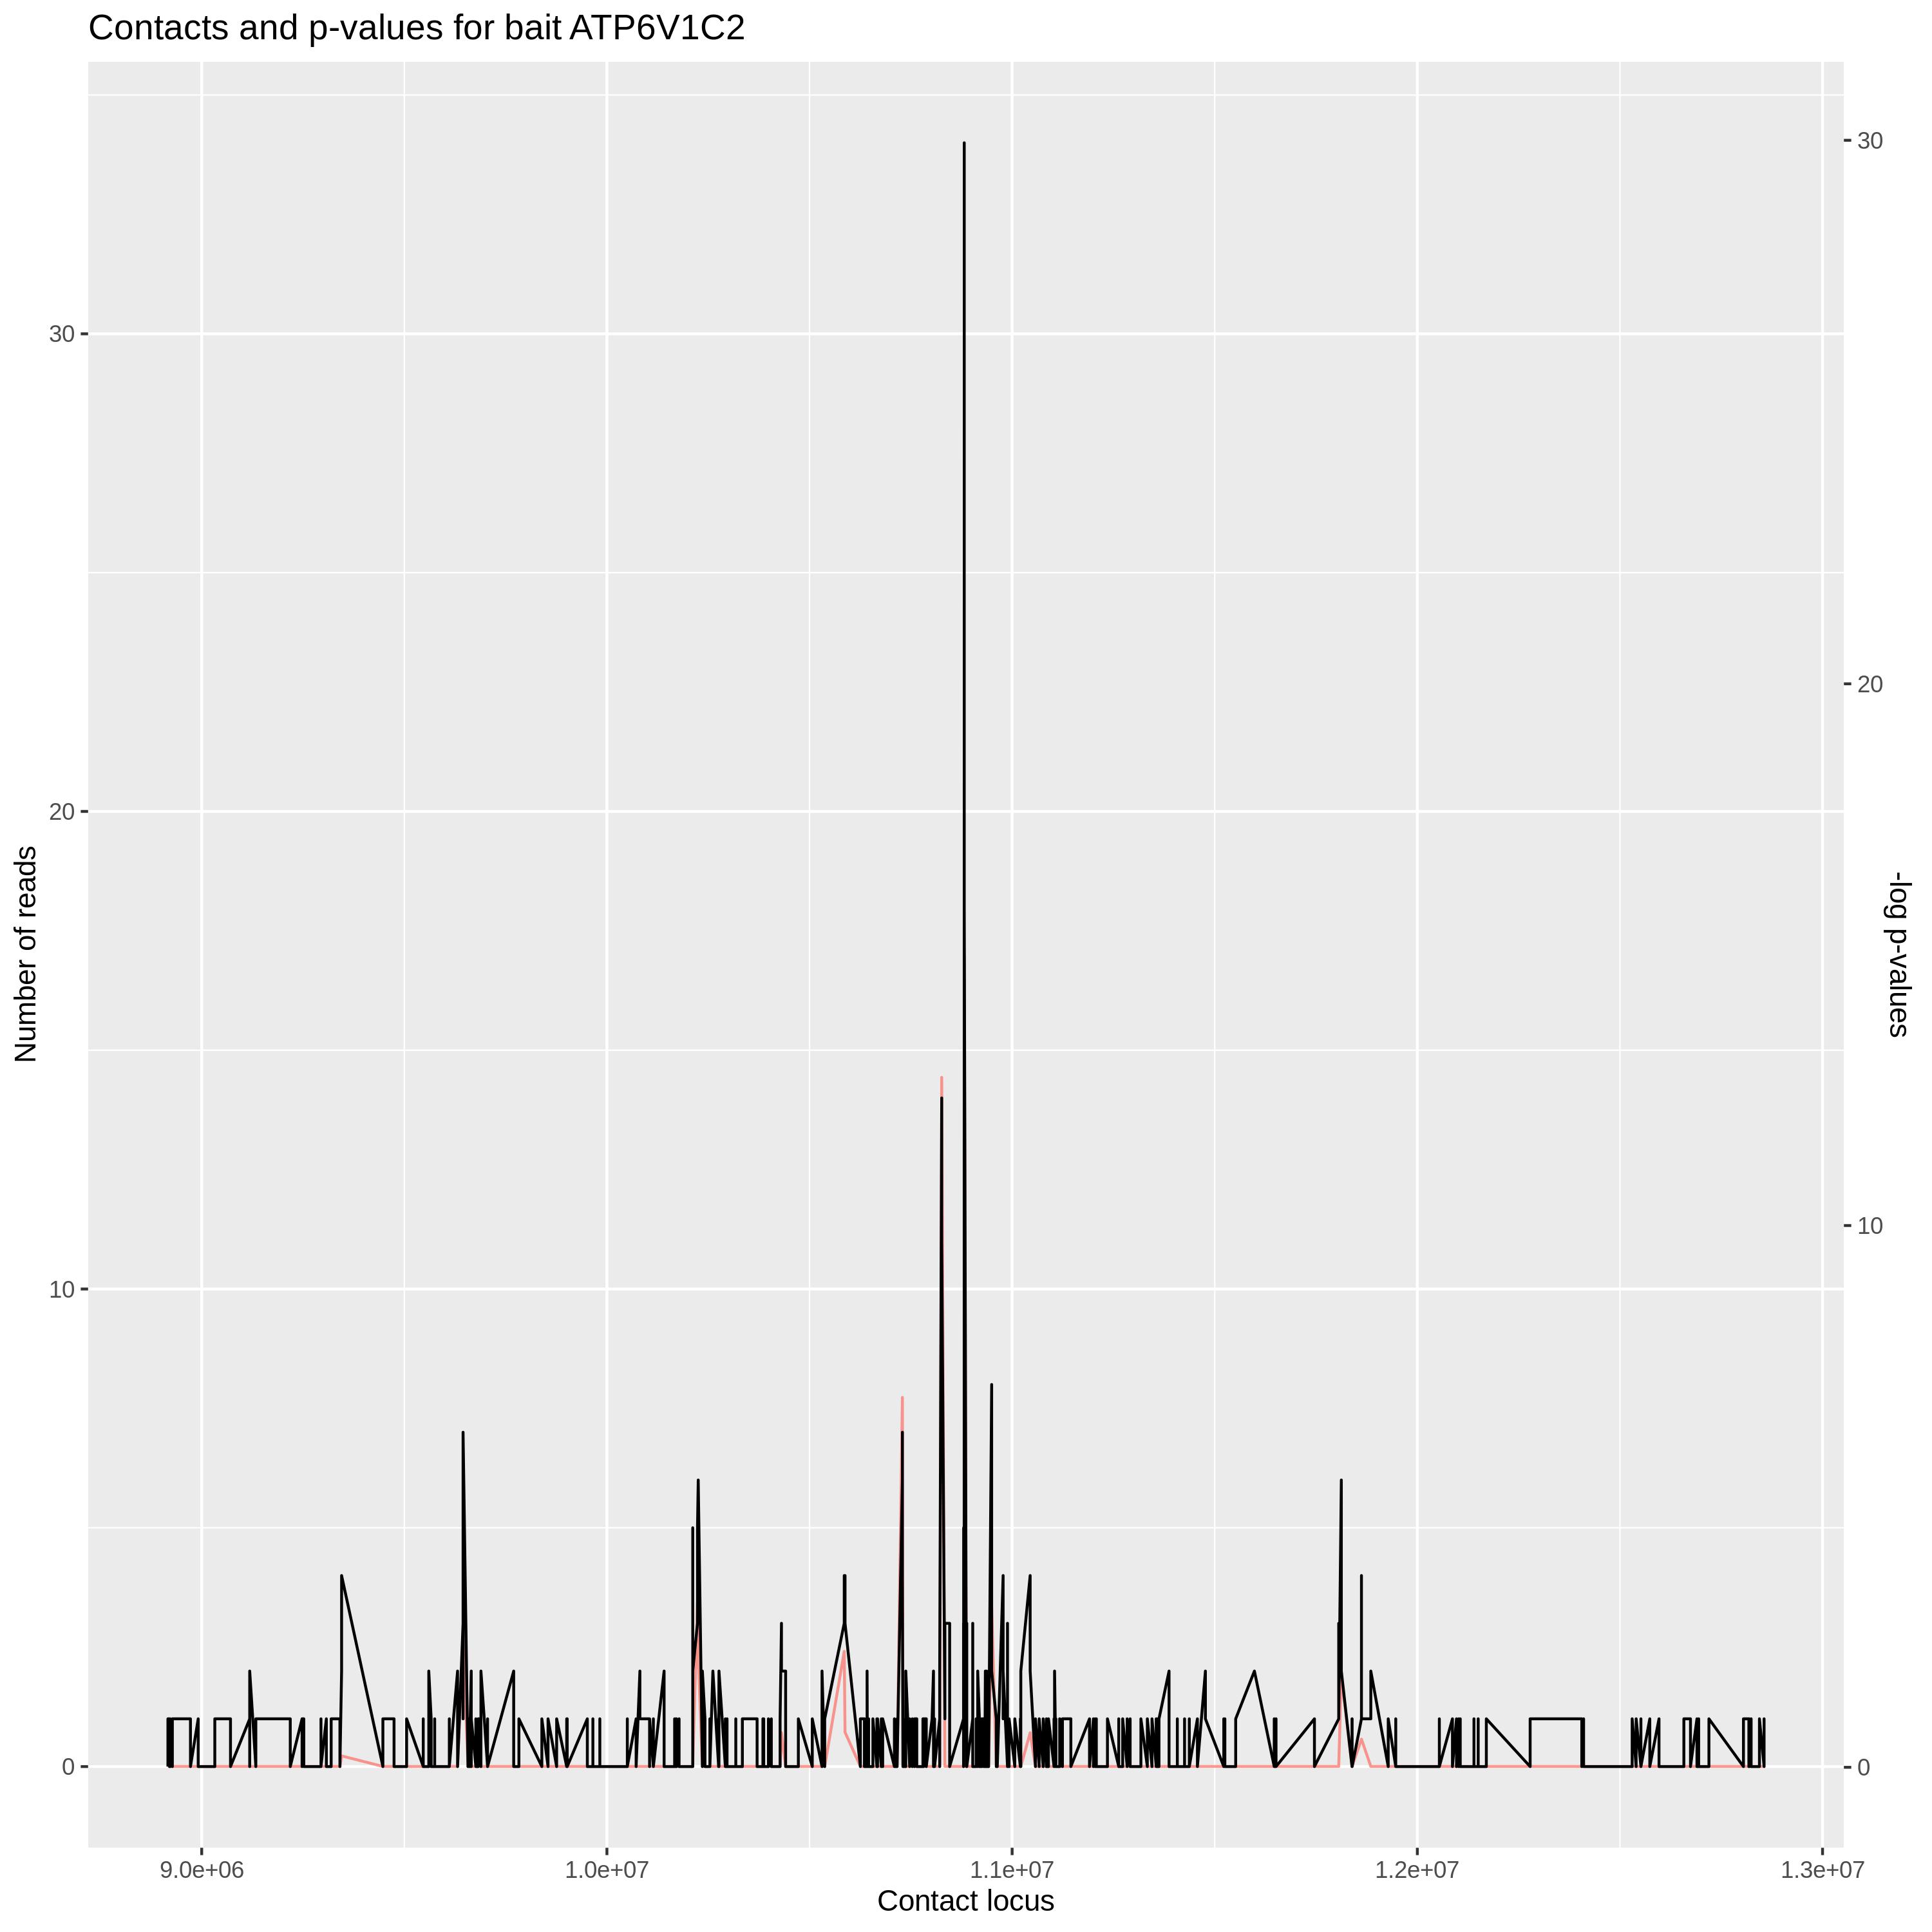 Contacts and p-values for bait ATP6V1C2
30
20
10
0
Number of reads
30
20
10
0
-log p-values
9.0e+06
1.0e+07
1.1e+07
1.2e+07
1.3e+07
Contact locus